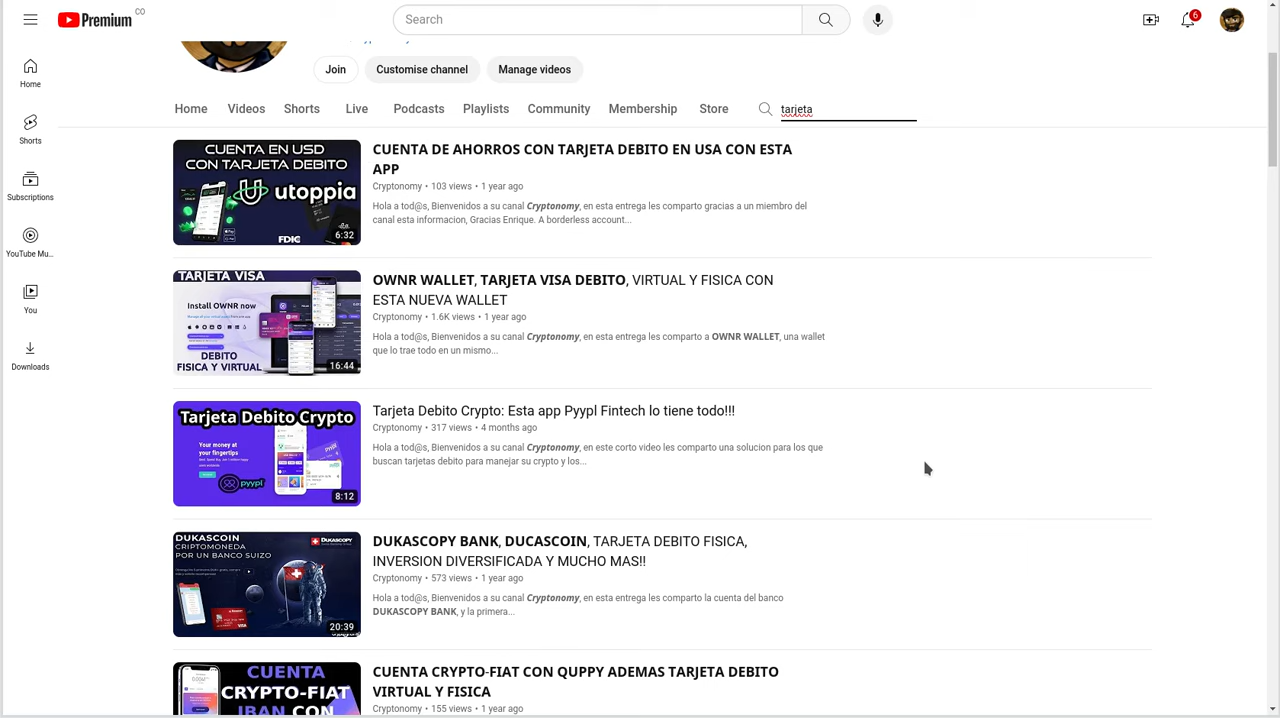 Premium CO
Search
6
Home
Shorts
Subscriptions
YouTube Mu...
You
Downloads
Join Customise channel Manage videos
Home Videos Shorts Live Podcasts Playlists Community Membership Store tarjeta
CUENTA EN USD
CON TARJETA DEBITO
utoppia
FDIC
6:32
CUENTA DE AHORROS CON TARJETA DEBITO EN USA CON ESTA
APP
Cryptonomy • 103 views • 1 year ago
Hola a tod@s, Bienvenidos a su canal Cryptonomy, en esta entrega les comparto gracias a un miembro del
canal esta informacion, Gracias Enrique. A borderless account...
TARJETA VISA
Install OWNR now
DEBITO
FISICA Y VIRTUAL
16:44
OWNR WALLET, TARJETA VISA DEBITO, VIRTUAL Y FISICA CON
ESTA NUEVA WALLET
Cryptonomy • 1.6K views • 1 year ago
Hola a tod@s, Bienvenidos a su canal Cryptonomy, en esta entrega les comparto a OWNR WALLET, una wallet
que lo trae todo en un mismo...
Tarjeta Debito Crypto
Your money at
your fingertips
pyypl
8:12
Tarjeta Debito Crypto: Esta app Pyypl Fintech lo tiene todo!!!
Cryptonomy • 317 views • 4 months ago
Hola a tod@s, Bienvenidos a su canal Cryptonomy, en este corto video les comparto una solucion para los que
buscan tarjetas debito para manejar su crypto y los...
DUKASCOIN
CRIPTOMONEDA
POR UN BANCO SUIZO
DUKASCOPY
20:39
DUKASCOPY BANK, DUCASCOIN, TARJETA DEBITO FISICA,
INVERSION DIVERSIFICADA Y MUCHO MAS!!
Cryptonomy • 573 views • 1 year ago
Hola a tod@s, Bienvenidos a su canal Cryptonomy, en esta entrega les comparto la cuenta del banco
DUKASCOPY BANK, y la primera...
CUENTA
CRYPTO-FIAT
IBAN CON
CUENTA CRYPTO-FIAT CON QUPPY ADEMAS TARJETA DEBITO
VIRTUAL Y FISICA
Cryptonomy • 155 views • 1 year ago